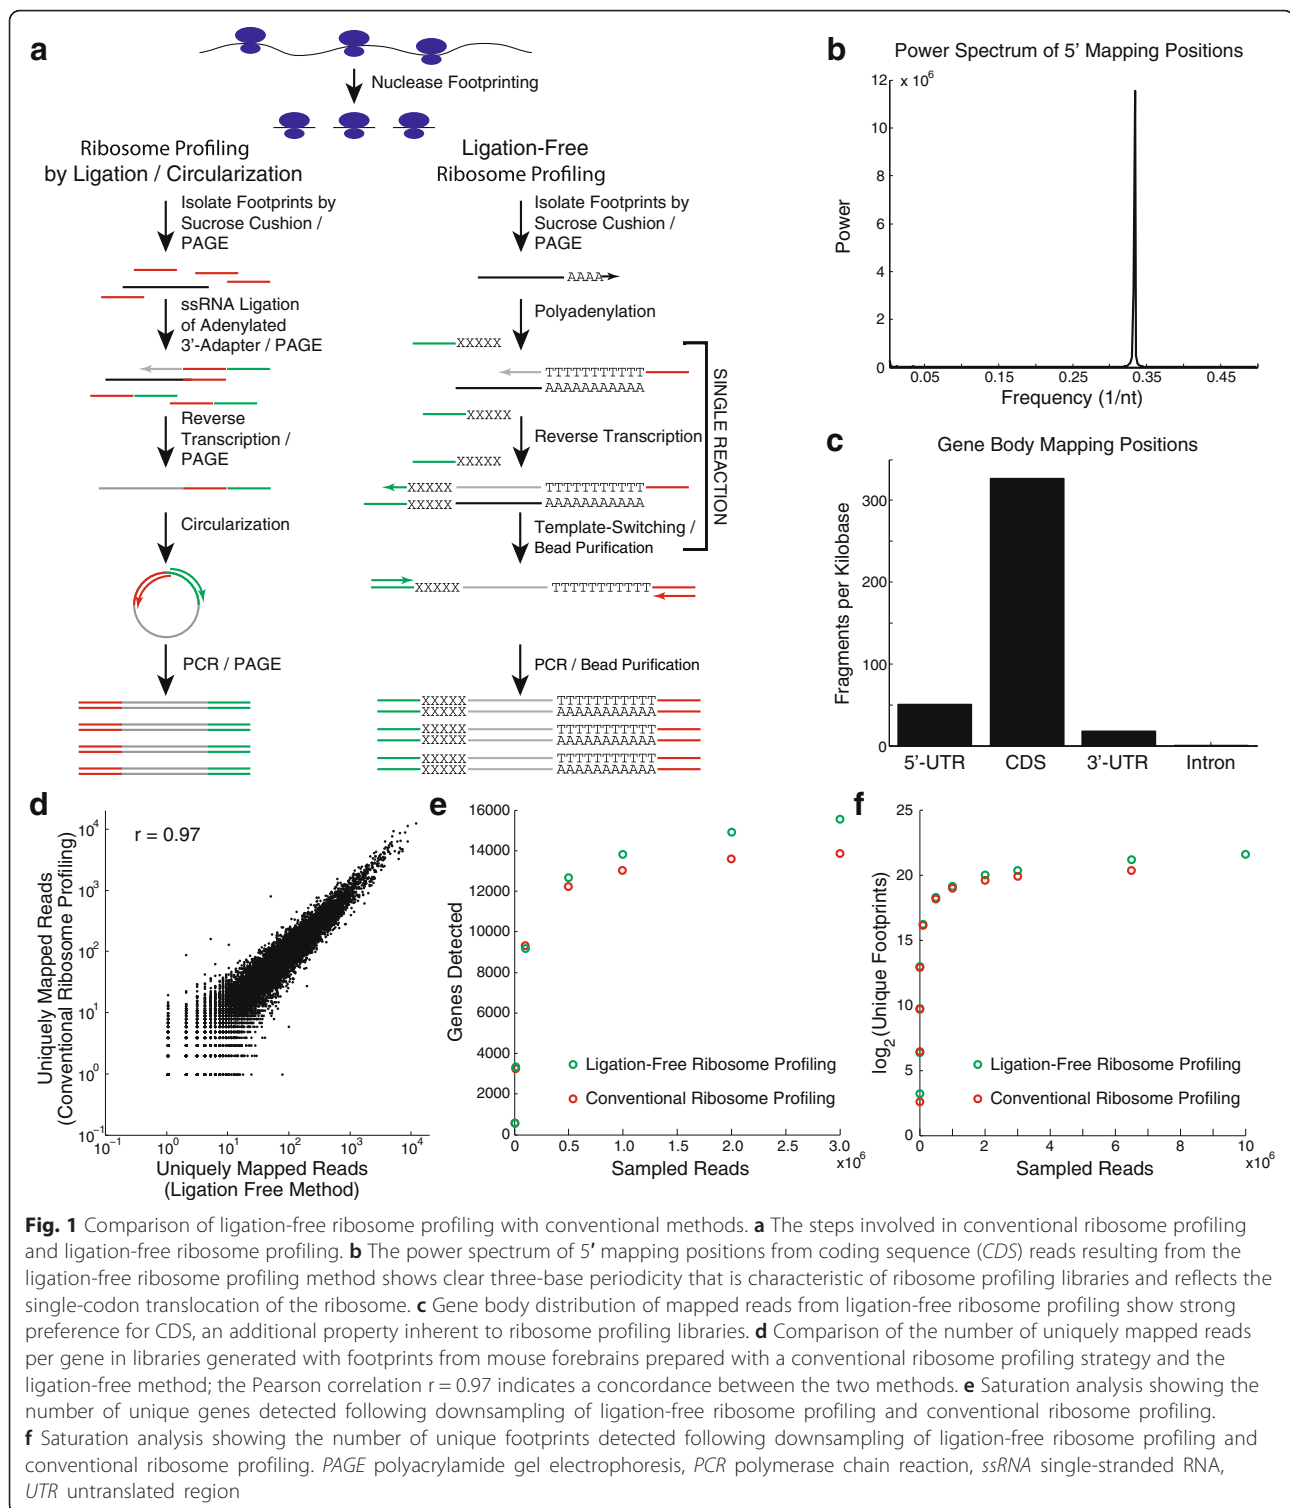 a
Nuclease Footprinting
Ribosome Profiling
by Ligation / Circularization
Isolate Footprints by
Sucrose Cushion /
PAGE
ssRNA Ligation
of Adenylated
3'-Adapter / PAGE
Reverse
Transcription /
PAGE
Circularization
PCR / PAGE
Ligation-Free
Ribosome Profiling
Isolate Footprints by
Sucrose Cushion /
PAGE
AAAA
Polyadenylation
XXXXX
TTTTTTTTTTT
AAAAAAAAAAA
XXXXX
Reverse Transcription
XXXXX
XXXXX TTTTTTTTTTT
XXXXX AAAAAAAAAAA
Template-Switching /
Bead Purification
SINGLE REACTION
XXXXX TTTTTTTTTTT
PCR / Bead Purification
XXXXX TTTTTTTTTTT
XXXXX AAAAAAAAAAA
XXXXX TTTTTTTTTTT
XXXXX AAAAAAAAAAA
XXXXX TTTTTTTTTTT
XXXXX AAAAAAAAAAA
b
Power Spectrum of 5' Mapping Positions
x 10⁶
12
10
8
6
4
2
0
Power
0.05 0.15 0.25 0.35 0.45
Frequency (1/nt)
c
Gene Body Mapping Positions
300
200
100
0
Fragments per Kilobase
5'-UTR CDS 3'-UTR Intron
d
r = 0.97
10⁴
10³
10²
10¹
10⁰
10⁻¹
Uniquely Mapped Reads
(Conventional Ribosome Profiling)
10⁻¹ 10⁰ 10¹ 10² 10³ 10⁴
Uniquely Mapped Reads
(Ligation Free Method)
e
16000
14000
12000
10000
8000
6000
4000
2000
0
Genes Detected
Ligation-Free Ribosome Profiling
Conventional Ribosome Profiling
0 0.5 1.0 2.0 3.0
x10⁶
Sampled Reads
f
25
20
15
10
5
0
log₂(Unique Footprints)
Ligation-Free Ribosome Profiling
Conventional Ribosome Profiling
0 2 4 6 8 10
x10⁶
Sampled Reads
Fig. 1 Comparison of ligation-free ribosome profiling with conventional methods. a The steps involved in conventional ribosome profiling
and ligation-free ribosome profiling. b The power spectrum of 5′ mapping positions from coding sequence (CDS) reads resulting from the
ligation-free ribosome profiling method shows clear three-base periodicity that is characteristic of ribosome profiling libraries and reflects the
single-codon translocation of the ribosome. c Gene body distribution of mapped reads from ligation-free ribosome profiling show strong
preference for CDS, an additional property inherent to ribosome profiling libraries. d Comparison of the number of uniquely mapped reads
per gene in libraries generated with footprints from mouse forebrains prepared with a conventional ribosome profiling strategy and the
ligation-free method; the Pearson correlation r = 0.97 indicates a concordance between the two methods. e Saturation analysis showing the
number of unique genes detected following downsampling of ligation-free ribosome profiling and conventional ribosome profiling.
f Saturation analysis showing the number of unique footprints detected following downsampling of ligation-free ribosome profiling and
conventional ribosome profiling. PAGE polyacrylamide gel electrophoresis, PCR polymerase chain reaction, ssRNA single-stranded RNA,
UTR untranslated region